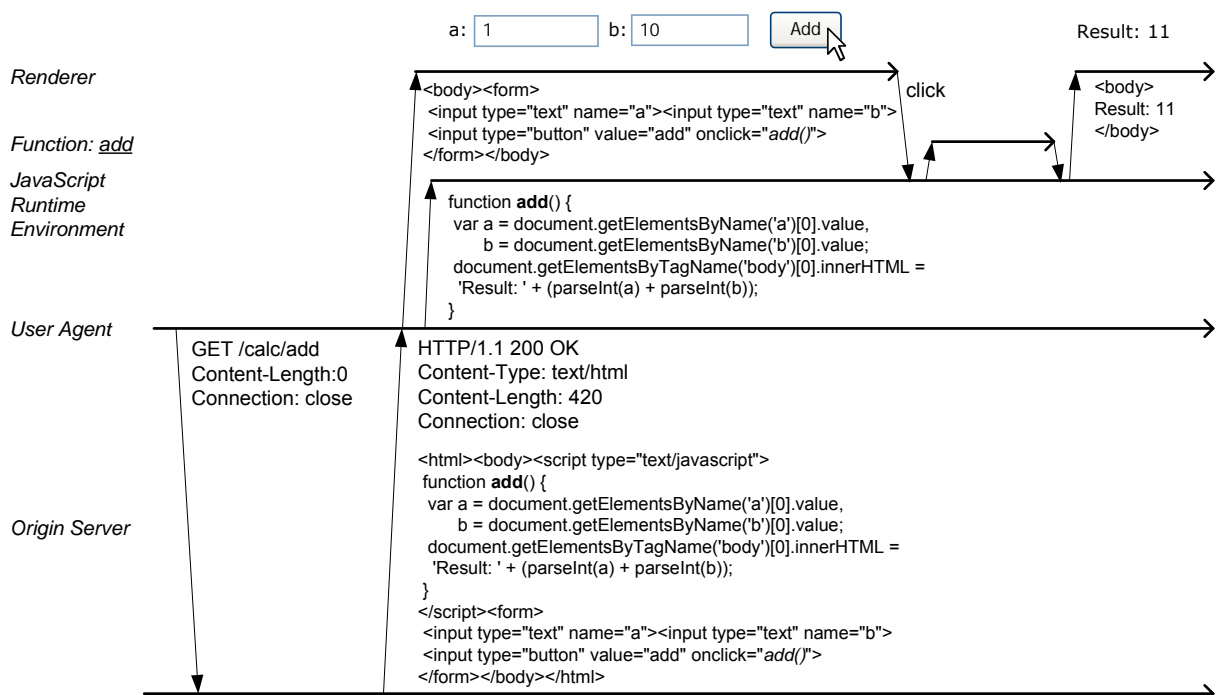 a: 1 b: 10 Add Result: 11
Renderer
<body><form>
<input type="text" name="a"><input type="text" name="b">
<input type="button" value="add" onclick="add()">
</form></body>
click
<body>
Result: 11
</body>
Function: add
JavaScript
Runtime
Environment
function add() {
var a = document.getElementsByName('a')[0].value,
b = document.getElementsByName('b')[0].value;
document.getElementsByTagName('body')[0].innerHTML =
'Result: ' + (parseInt(a) + parseInt(b));
}
User Agent
GET /calc/add
Content-Length:0
Connection: close
HTTP/1.1 200 OK
Content-Type: text/html
Content-Length: 420
Connection: close
<html><body><script type="text/javascript">
function add() {
var a = document.getElementsByName('a')[0].value,
b = document.getElementsByName('b')[0].value;
document.getElementsByTagName('body')[0].innerHTML =
'Result: ' + (parseInt(a) + parseInt(b));
}
</script><form>
<input type="text" name="a"><input type="text" name="b">
<input type="button" value="add" onclick="add()">
</form></body></html>
Origin Server